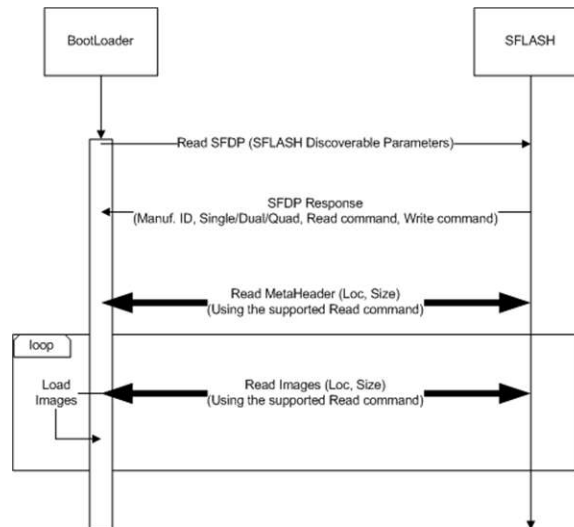 BootLoader
SFLASH
Read SFDP (SFLASH Discoverable Parameters)
SFDP Response
(Manuf. ID, Single/Dual/Quad, Read command, Write command)
Read MetaHeader (Loc, Size)
(Using the supported Read command)
loop
Load
Images
Read Images (Loc, Size)
(Using the supported Read command)